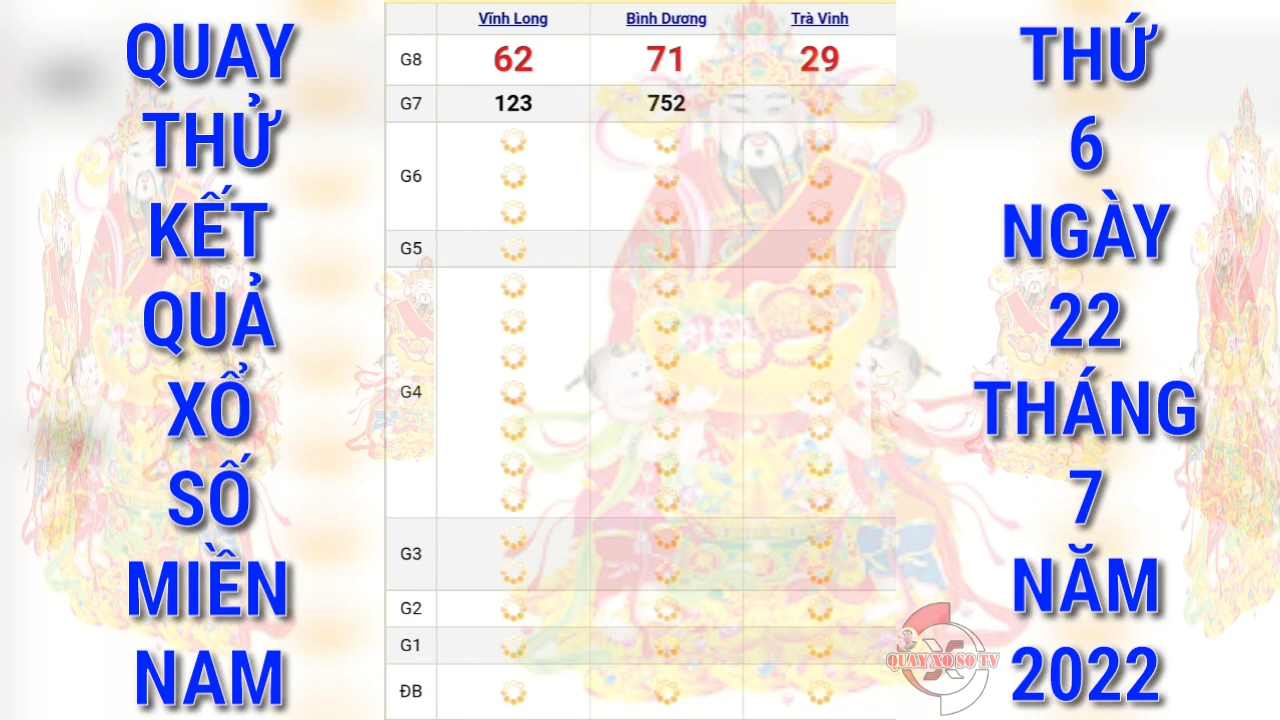 QUAY
THỬ
KẾT
QUẢ
XỔ
SỐ
MIỀN
NAM
Vĩnh Long Bình Dương Trà Vinh
G8 62 71 29
G7 123 752
G6
G5
G4
G3
G2
G1
ĐB
THỨ
6
NGÀY
22
THÁNG
7
NĂM
2022
X
QUAY XO SO TV